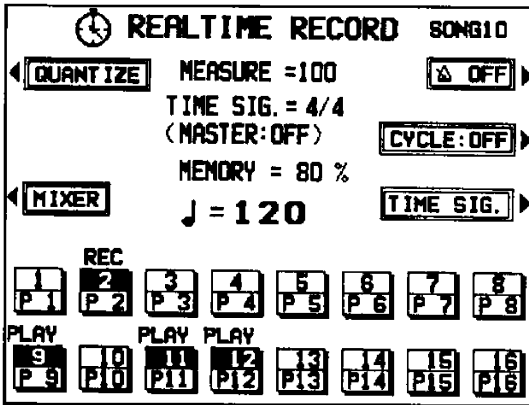 REALTIME RECORD SONG10
QUANTIZE MEASURE =100 OFF
TIME SIG. = 4/4
(MASTER:OFF) CYCLE:OFF
MEMORY = 80 %
MIXER ♩=120 TIME SIG.
REC
1 2 3 4 5 6 7 8
P 1 P 2 P 3 P 4 P 5 P 6 P 7 P 8
PLAY PLAY PLAY
9 10 11 12 13 14 15 16
P 9 P10 P11 P12 P13 P14 P15 P16